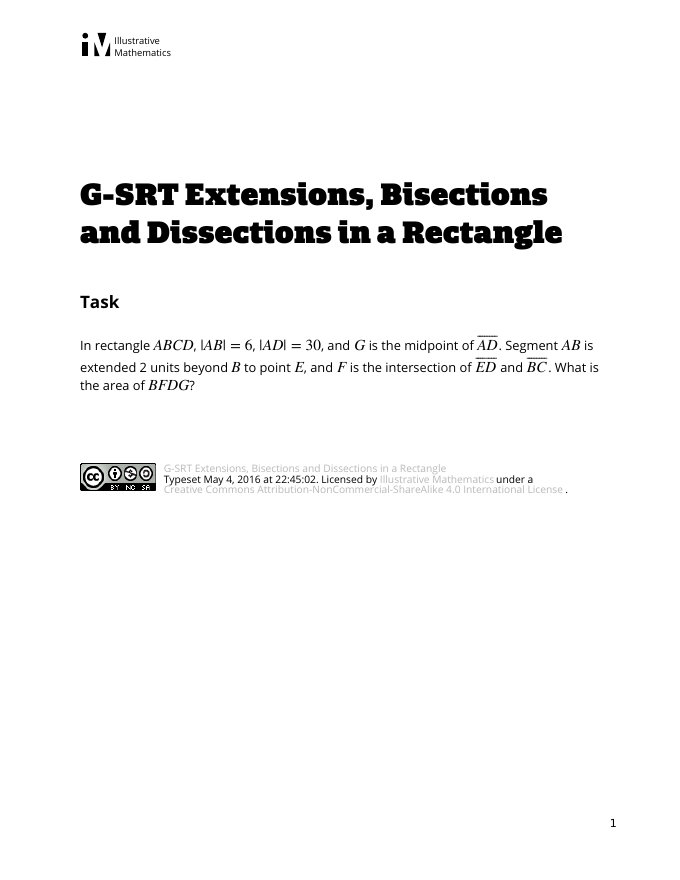 Illustrative
Mathematics
G-SRT Extensions, Bisections
and Dissections in a Rectangle
Task
In rectangle ABCD, |AB| = 6, |AD| = 30, and G is the midpoint of AD. Segment AB is
extended 2 units beyond B to point E, and F is the intersection of ED and BC. What is
the area of BFDG?
G-SRT Extensions, Bisections and Dissections in a Rectangle
Typeset May 4, 2016 at 22:45:02. Licensed by Illustrative Mathematics under a
Creative Commons Attribution-NonCommercial-ShareAlike 4.0 International License .
cc
BY NC SA
1